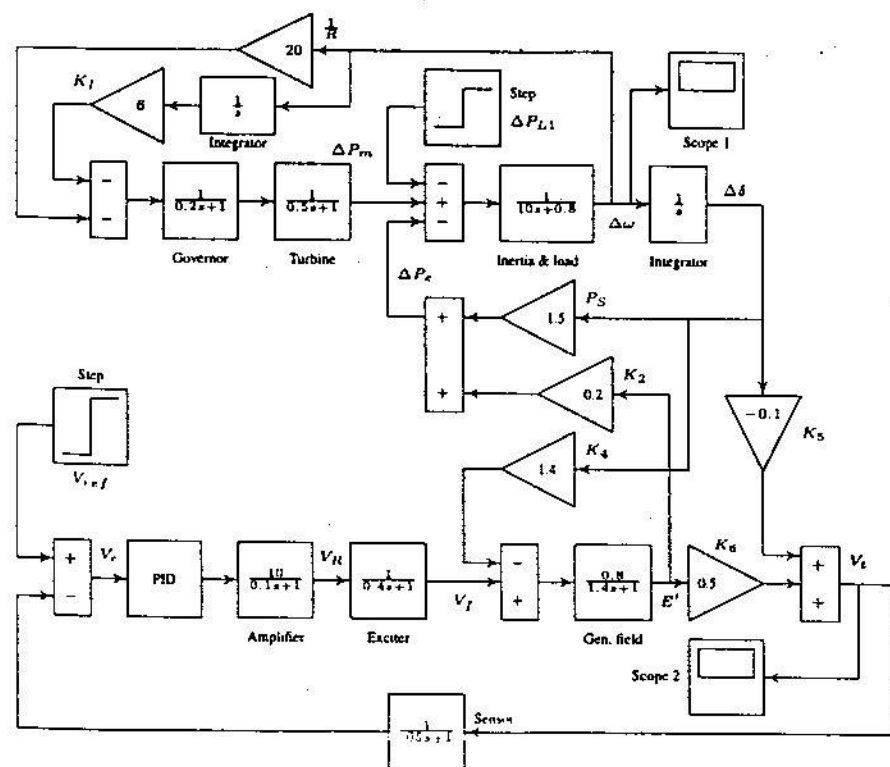 1/R
20
K_I
6
1/s
Integrator
Step
ΔP_L1
Scope 1
ΔP_m
−
−
1/(0.2s+1)
Governor
1/(0.5s+1)
Turbine
−
+
−
1/(10s+0.8)
Inertia & load
Δω
1/s
Integrator
Δδ
ΔP_e
+
+
1.5
P_S
0.2
K_2
−0.1
K_5
1.4
K_4
Step
V_ref
+
−
V_e
PID
10/(0.1s+1)
Amplifier
V_R
1/(0.4s+1)
Exciter
V_f
−
+
0.8/(1.4s+1)
Gen. field
E'
K_6
0.5
+
+
V_t
Scope 2
Sensor
1/(.05s+1)